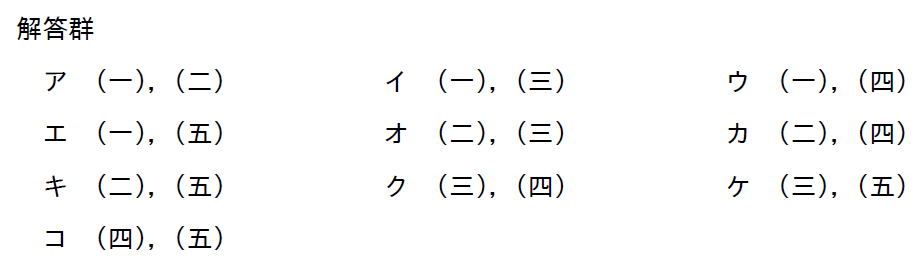 解答群
ア （一），（二） イ （一），（三） ウ （一），（四）
エ （一），（五） オ （二），（三） カ （二），（四）
キ （二），（五） ク （三），（四） ケ （三），（五）
コ （四），（五）